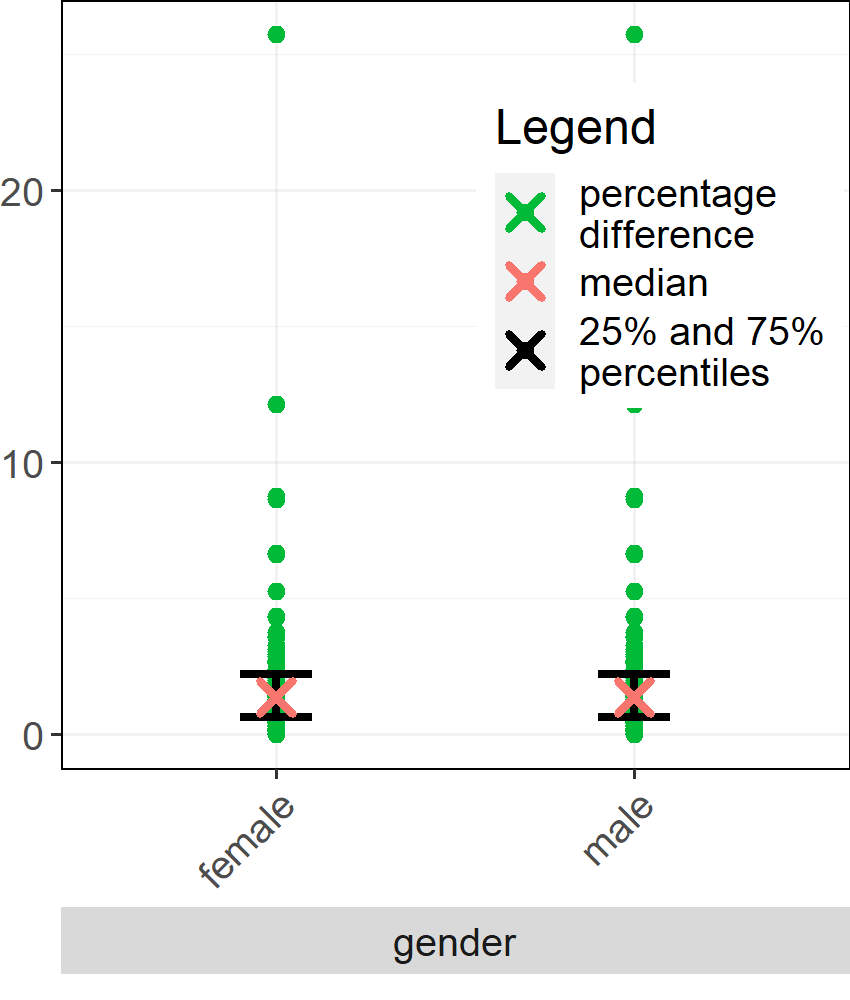 Legend
percentage
difference
median
25% and 75%
percentiles
20
10
0
female
male
gender